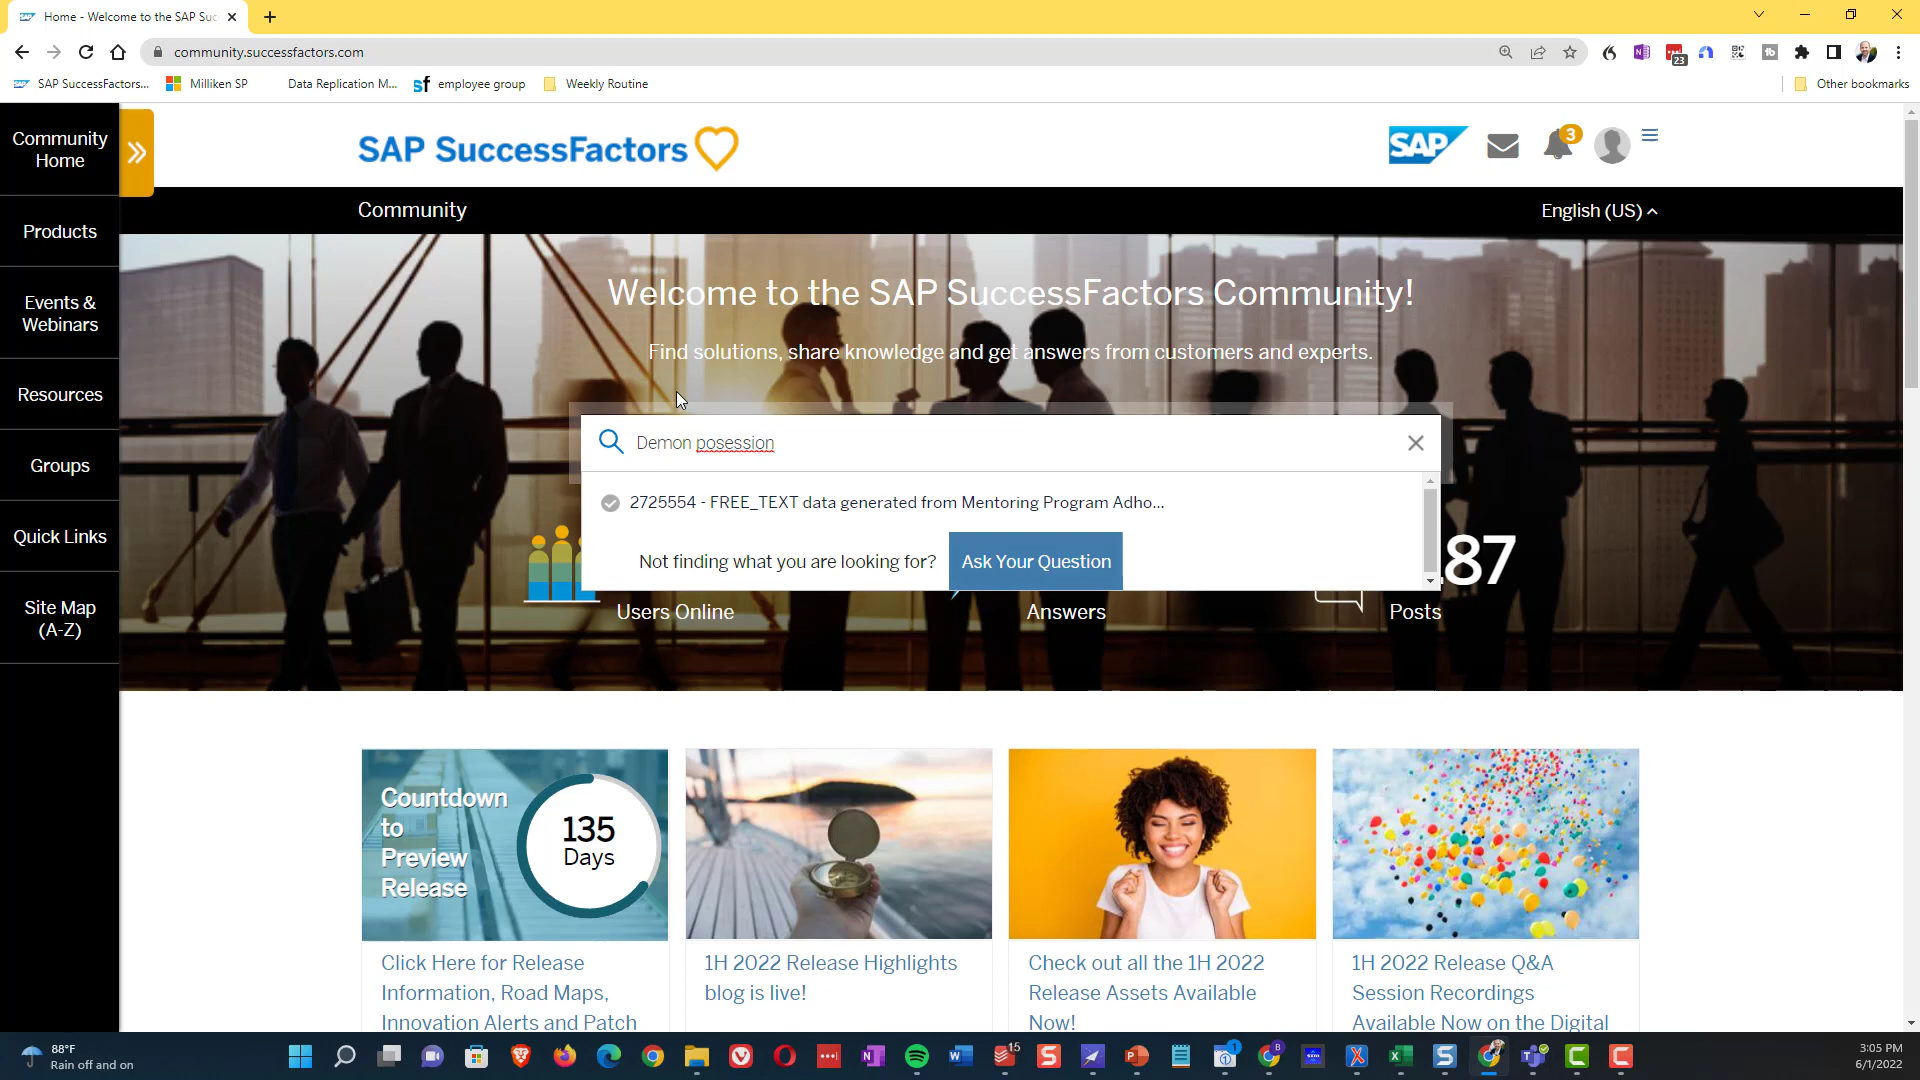 Home - Welcome to the SAP Suc
community.successfactors.com
23
SAP SuccessFactors...
Milliken SP
Data Replication M...
sf
employee group
Weekly Routine
Other bookmarks
Community
Home
Products
Events &
Webinars
Resources
Groups
Quick Links
Site Map
(A-Z)
SAP SuccessFactors
SAP
3
Community
English (US)
Welcome to the SAP SuccessFactors Community!
Find solutions, share knowledge and get answers from customers and experts.
Demon posession
2725554 - FREE_TEXT data generated from Mentoring Program Adho...
Not finding what you are looking for?
Ask Your Question
87
Users Online
Answers
Posts
Countdown
to
Preview
Release
135
Days
Click Here for Release
Information, Road Maps,
Innovation Alerts and Patch
1H 2022 Release Highlights
blog is live!
Check out all the 1H 2022
Release Assets Available
Now!
1H 2022 Release Q&A
Session Recordings
Available Now on the Digital
88°F
Rain off and on
15
1
B
3:05 PM
6/1/2022